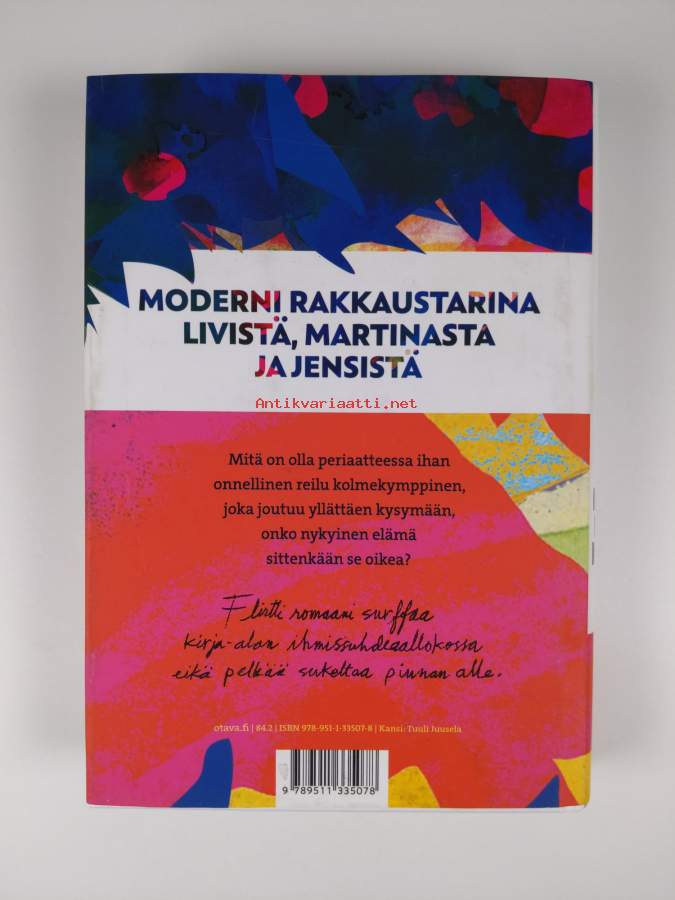 MODERNI RAKKAUSTARINA
LIVISTÄ, MARTINASTA
JA JENSISTÄ
Antikvariaatti.net
Mitä on olla periaatteessa ihan
onnellinen reilu kolmekymppinen,
joka joutuu yllättäen kysymään,
onko nykyinen elämä
sittenkään se oikea?
Flirttiromaani surffaa
kirja-alan ihmissuhdeaallokossa
eikä pelkää sukeltaa pinnan alle.
otava.fi | 84.2 | ISBN 978-951-1-33507-8 | Kansi: Tuuli Juusela
9 789511 335078